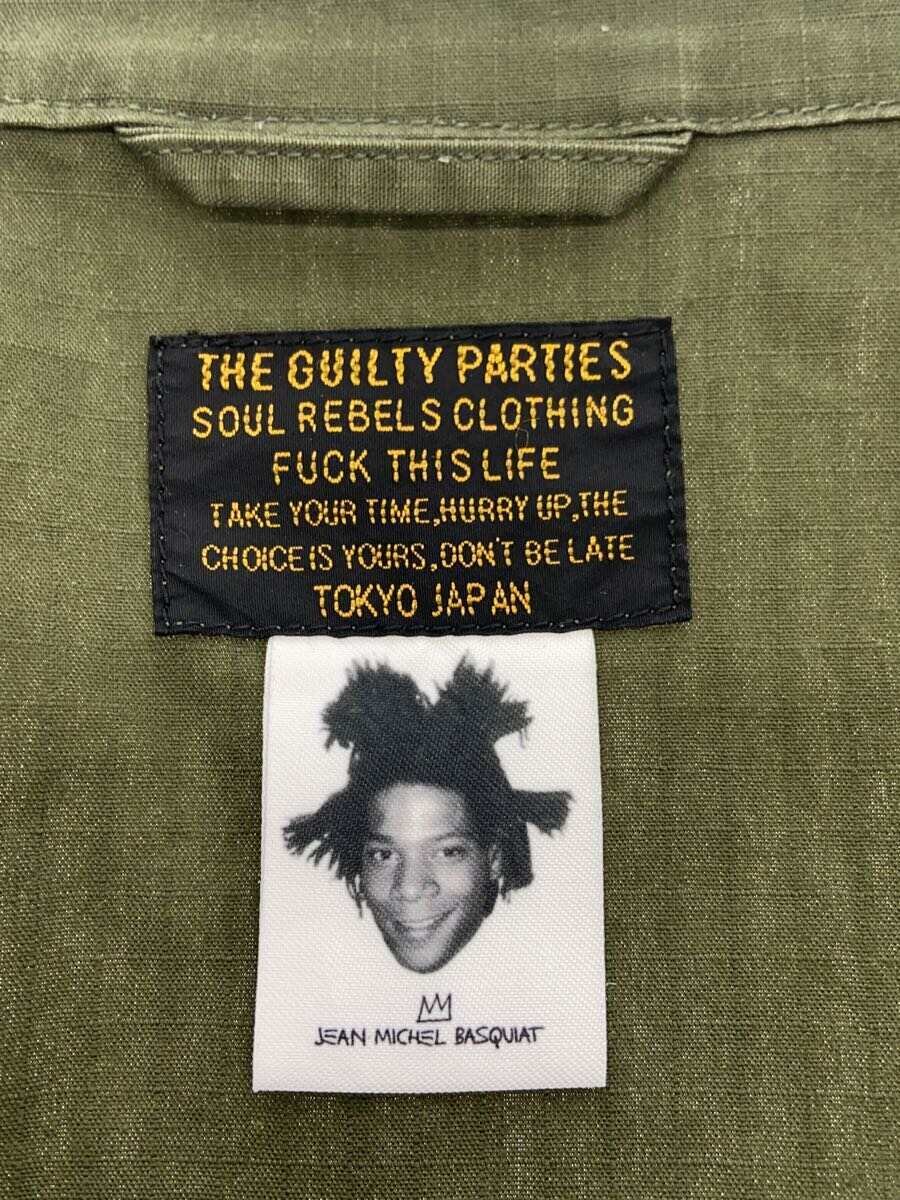 THE GUILTY PARTIES
SOUL REBELS CLOTHING
FUCK THIS LIFE
TAKE YOUR TIME,HURRY UP,THE
CHOICE IS YOURS,DON'T BE LATE
TOKYO JAPAN
JEAN MICHEL BASQUIAT